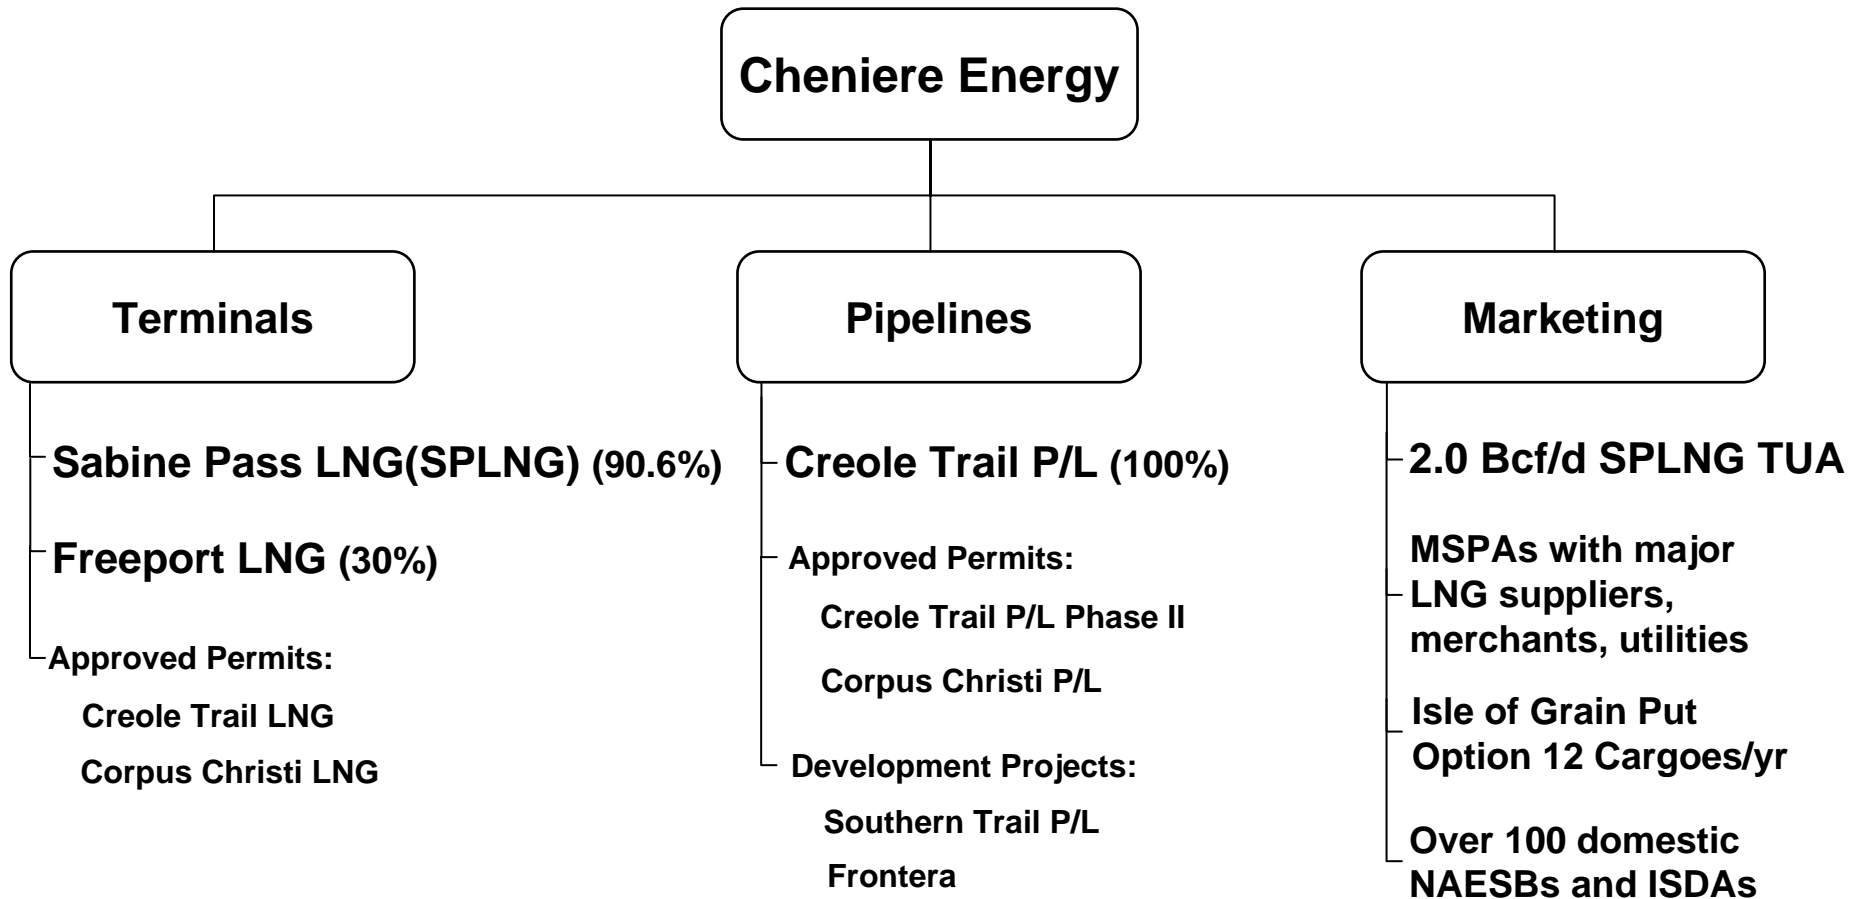 Cheniere Energy
Terminals
Sabine Pass LNG(SPLNG) (90.6%)
Freeport LNG (30%)
Approved Permits:
Creole Trail LNG
Corpus Christi LNG
Pipelines
Creole Trail P/L (100%)
Approved Permits:
Creole Trail P/L Phase II
Corpus Christi P/L
Development Projects:
Southern Trail P/L
Frontera
Marketing
2.0 Bcf/d SPLNG TUA
MSPAs with major
LNG suppliers,
merchants, utilities
Isle of Grain Put
Option 12 Cargoes/yr
Over 100 domestic
NAESBs and ISDAs